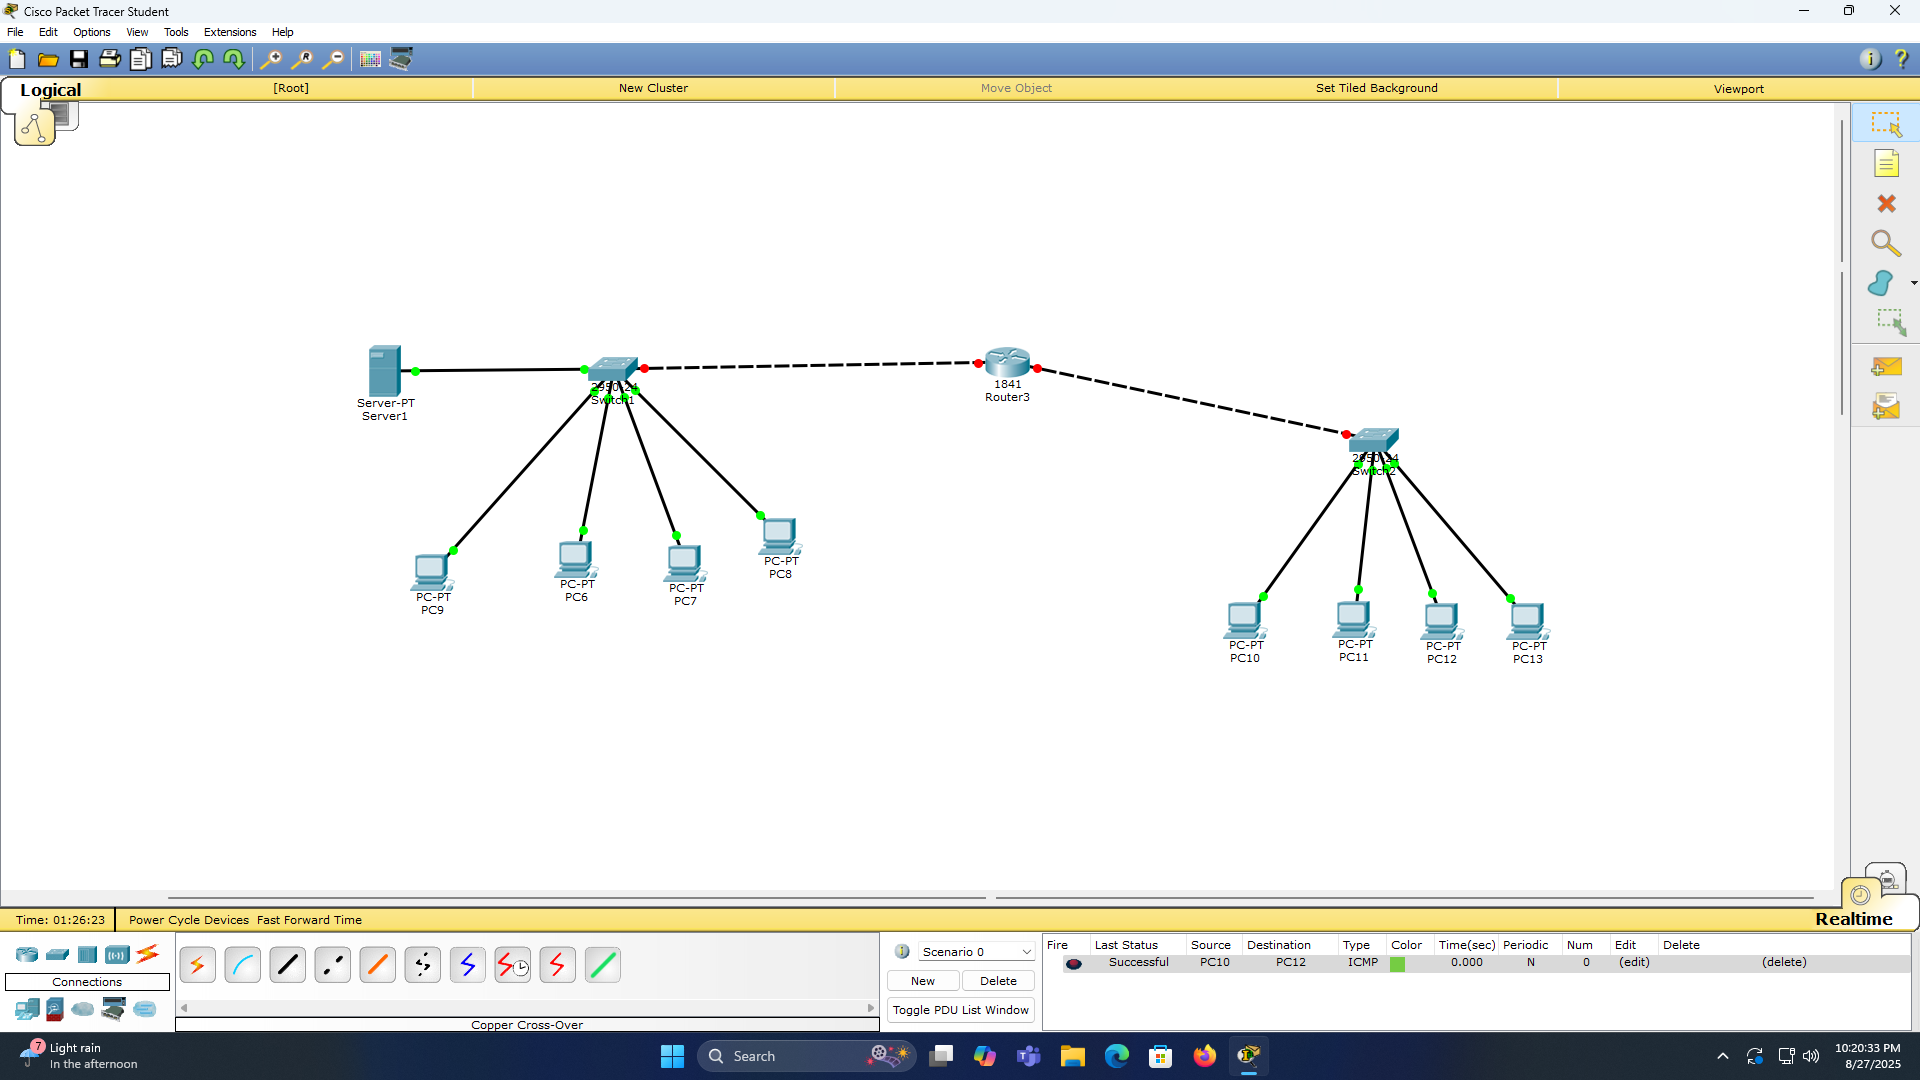 Cisco Packet Tracer Student
File Edit Options View Tools Extensions Help
Logical [Root] New Cluster Move Object Set Tiled Background Viewport
Server-PT
Server1
2950-24
Switch1
1841
Router3
2950-24
Switch2
PC-PT
PC9
PC-PT
PC6
PC-PT
PC7
PC-PT
PC8
PC-PT
PC10
PC-PT
PC11
PC-PT
PC12
PC-PT
PC13
Time: 01:26:23 Power Cycle Devices Fast Forward Time
Realtime
Connections
Copper Cross-Over
Scenario 0
New Delete
Toggle PDU List Window
Fire Last Status Source Destination Type Color Time(sec) Periodic Num Edit Delete
Successful PC10 PC12 ICMP 0.000 N 0 (edit) (delete)
7
Light rain
In the afternoon
Search
10:20:33 PM
8/27/2025